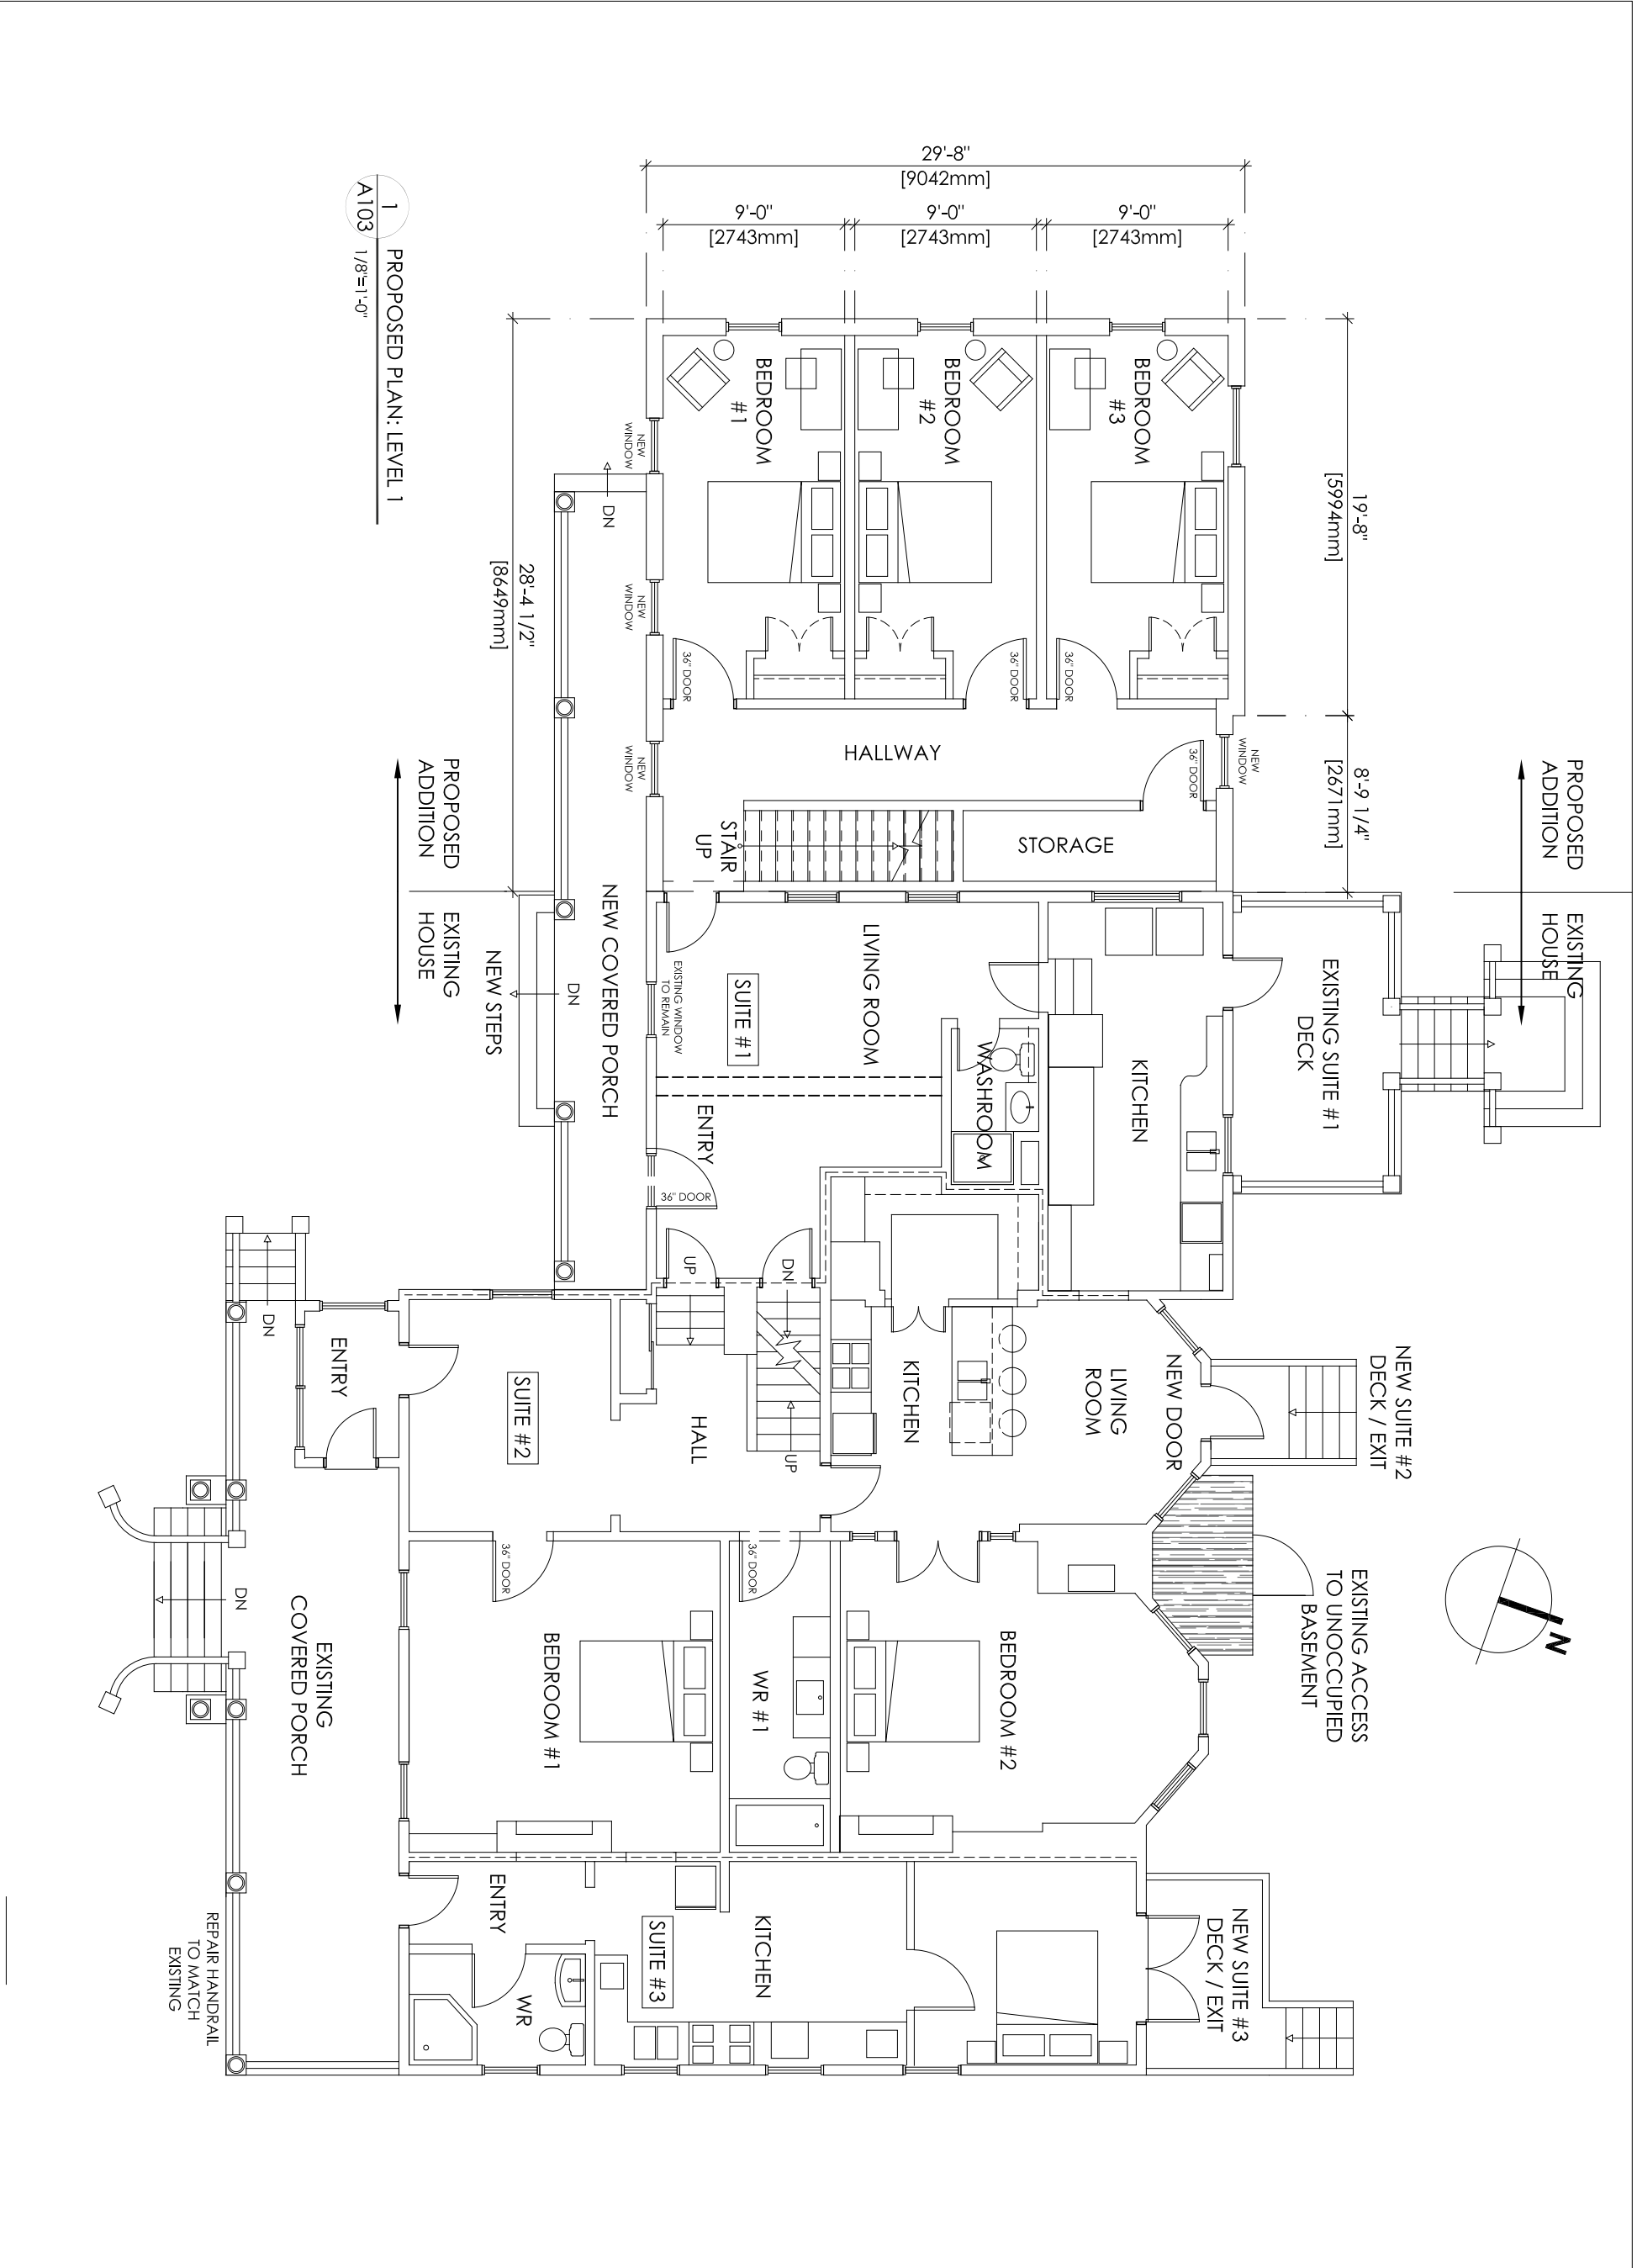 29'-8"
[9042mm]
9'-0"
[2743mm]
9'-0"
[2743mm]
9'-0"
[2743mm]
1
A103
PROPOSED PLAN: LEVEL 1
1/8"=1'-0"
BEDROOM
#1
BEDROOM
#2
BEDROOM
#3
19'-8"
[5994mm]
8'-9 1/4"
[2671mm]
28'-4 1/2"
[8649mm]
NEW
WINDOW
NEW
WINDOW
NEW
WINDOW
NEW
WINDOW
DN
36" DOOR
36" DOOR
36" DOOR
36" DOOR
HALLWAY
STORAGE
STAIR
UP
PROPOSED
ADDITION
EXISTING
HOUSE
PROPOSED
ADDITION
EXISTING
HOUSE
NEW COVERED PORCH
NEW STEPS
DN
LIVING ROOM
SUITE #1
EXISTING WINDOW
TO REMAIN
ENTRY
36" DOOR
WASHROOM
KITCHEN
EXISTING SUITE #1
DECK
UP
DN
UP
HALL
KITCHEN
LIVING
ROOM
NEW DOOR
NEW SUITE #2
DECK / EXIT
DN
ENTRY
SUITE #2
36" DOOR
36" DOOR
BEDROOM #1
WR #1
BEDROOM #2
EXISTING ACCESS
TO UNOCCUPIED
BASEMENT
N
DN
EXISTING
COVERED PORCH
ENTRY
SUITE #3
KITCHEN
WR
NEW SUITE #3
DECK / EXIT
REPAIR HANDRAIL
TO MATCH
EXISTING